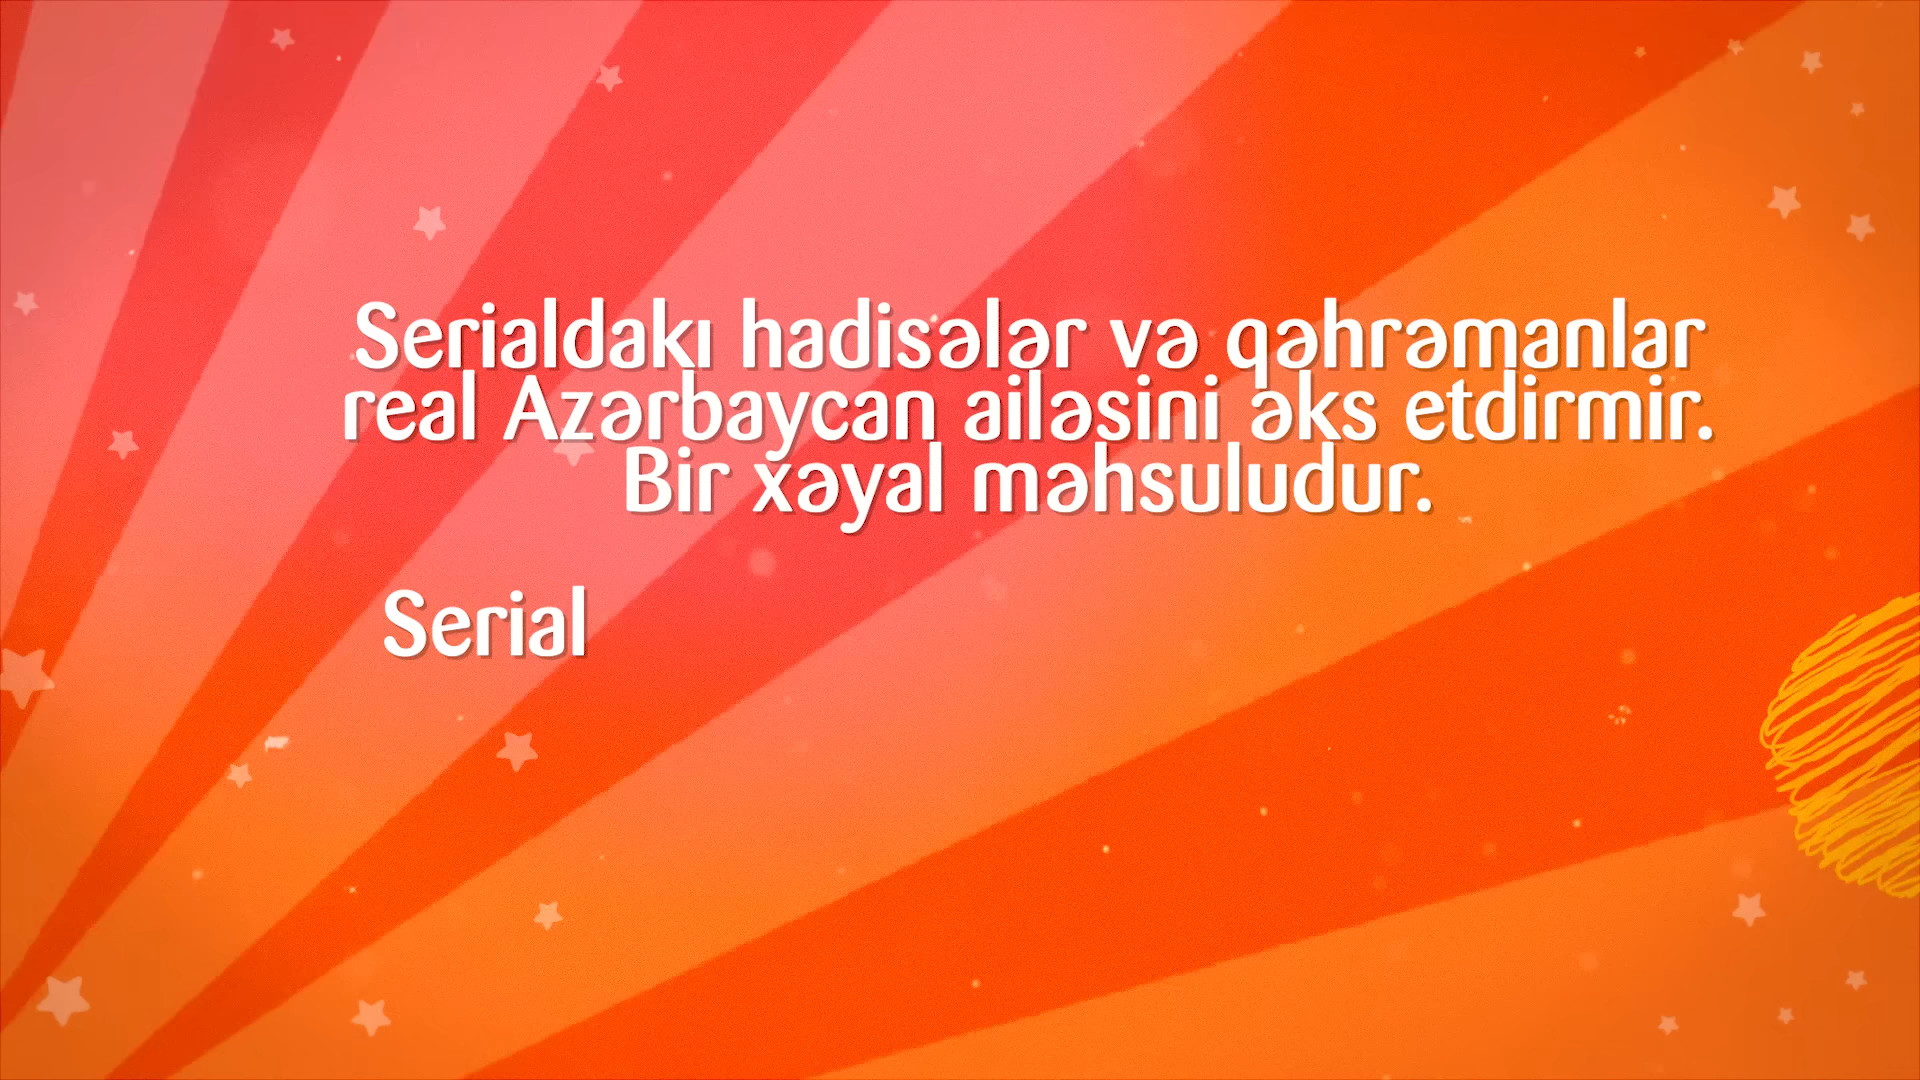 Serialdakı hadisələr və qəhrəmanlar
real Azərbaycan ailəsini əks etdirmir.
Bir xəyal məhsuludur.
Serial